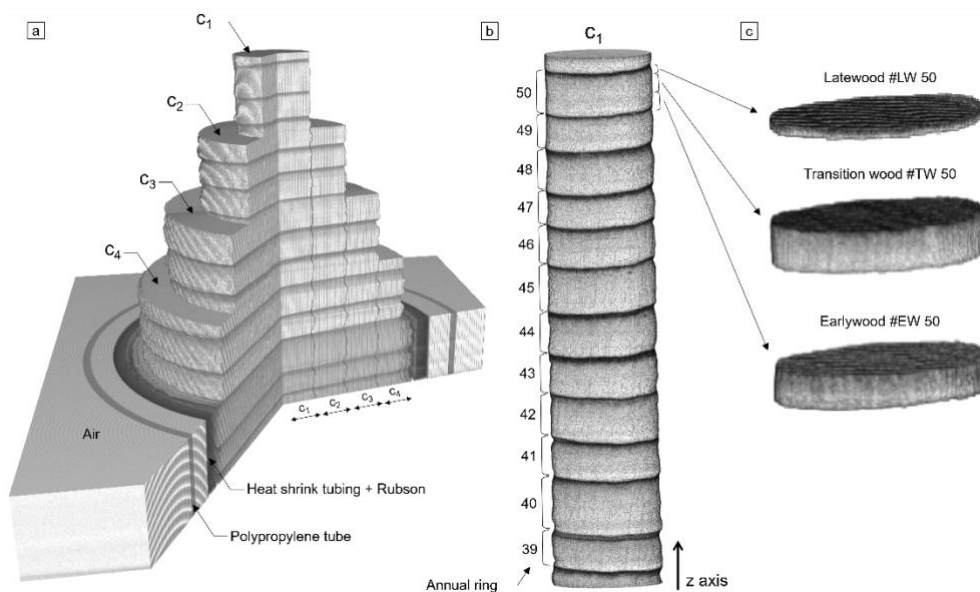 a
C1
C2
C3
C4
C1 C2 C3 C4
Air
Heat shrink tubing + Rubson
Polypropylene tube
b
C1
50
49
48
47
46
45
44
43
42
41
40
39
Annual ring
z axis
c
Latewood #LW 50
Transition wood #TW 50
Earlywood #EW 50